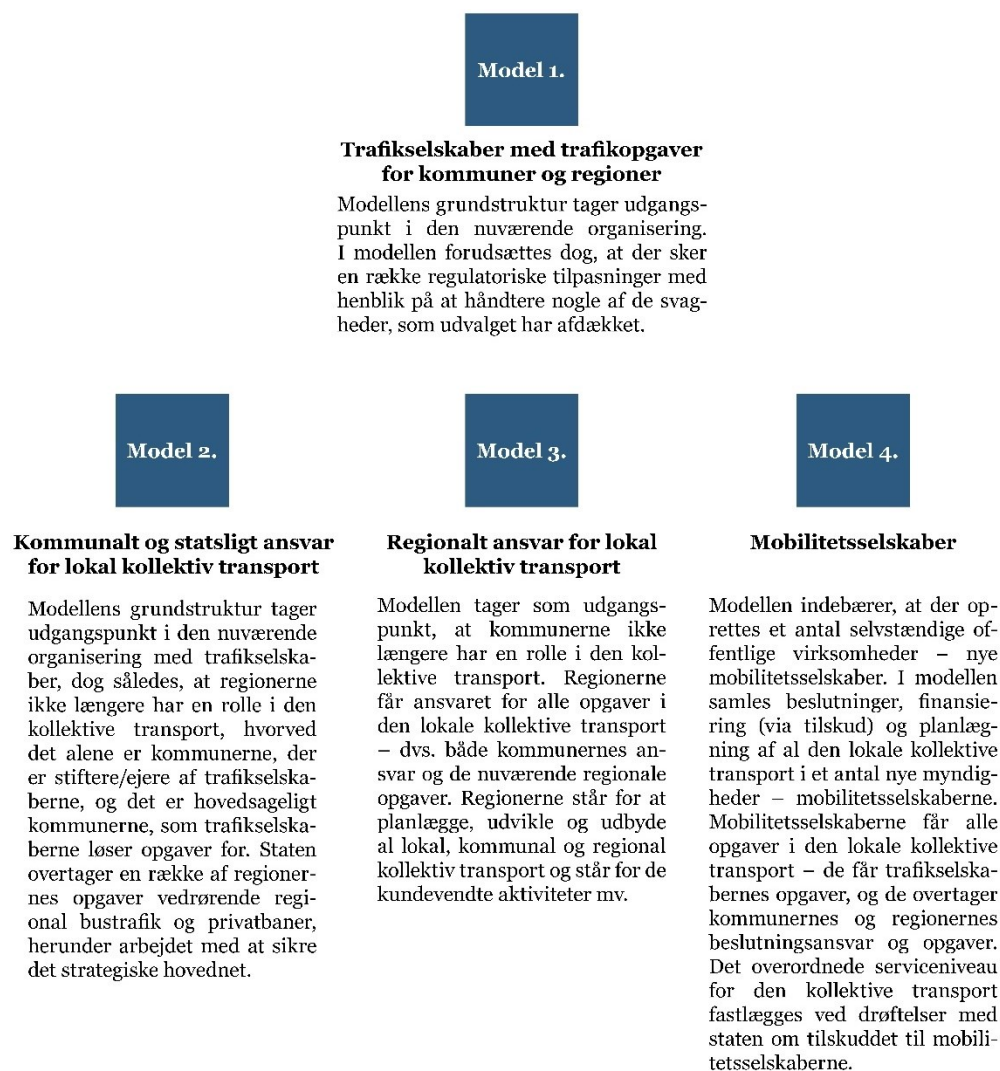 Model 1.
Trafikselskaber med trafikopgaver
for kommuner og regioner
Modellens grundstruktur tager udgangs-
punkt i den nuværende organisering.
I modellen forudsættes dog, at der sker
en række regulatoriske tilpasninger med
henblik på at håndtere nogle af de svag-
heder, som udvalget har afdækket.
Model 2.
Kommunalt og statsligt ansvar
for lokal kollektiv transport
Modellens grundstruktur tager
udgangspunkt i den nuværende
organisering med trafikselska-
ber, dog således, at regionerne
ikke længere har en rolle i den
kollektive transport, hvorved
det alene er kommunerne, der
er stiftere/ejere af trafikselska-
berne, og det er hovedsageligt
kommunerne, som trafikselska-
berne løser opgaver for. Staten
overtager en række af regioner-
nes opgaver vedrørende regi-
onal bustrafik og privatbaner,
herunder arbejdet med at sikre
det strategiske hovednet.
Model 3.
Regionalt ansvar for lokal
kollektiv transport
Modellen tager som udgangs-
punkt, at kommunerne ikke
længere har en rolle i den kol-
lektive transport. Regionerne
får ansvaret for alle opgaver i
den lokale kollektive transport
– dvs. både kommunernes an-
svar og de nuværende regionale
opgaver. Regionerne står for at
planlægge, udvikle og udbyde
al lokal, kommunal og regional
kollektiv transport og står for de
kundevendte aktiviteter mv.
Model 4.
Mobilitetsselskaber
Modellen indebærer, at der op-
rettes et antal selvstændige of-
fentlige virksomheder – nye
mobilitetsselskaber. I modellen
samles beslutninger, finansie-
ring (via tilskud) og planlæg-
ning af al den lokale kollektive
transport i et antal nye myndig-
heder – mobilitetsselskaberne.
Mobilitetsselskaberne får alle
opgaver i den lokale kollektive
transport – de får trafikselska-
bernes opgaver, og de overtager
kommunernes og regionernes
beslutningsansvar og opgaver.
Det overordnede serviceniveau
for den kollektive transport
fastlægges ved drøftelser med
staten om tilskuddet til mobili-
tetsselskaberne.